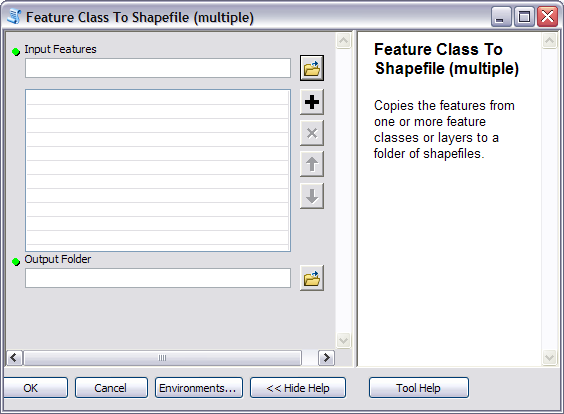 Feature Class To Shapefile (multiple)
Input Features
Output Folder
Feature Class To
Shapefile (multiple)
Copies the features from
one or more feature
classes or layers to a
folder of shapefiles.
OK
Cancel
Environments...
<< Hide Help
Tool Help